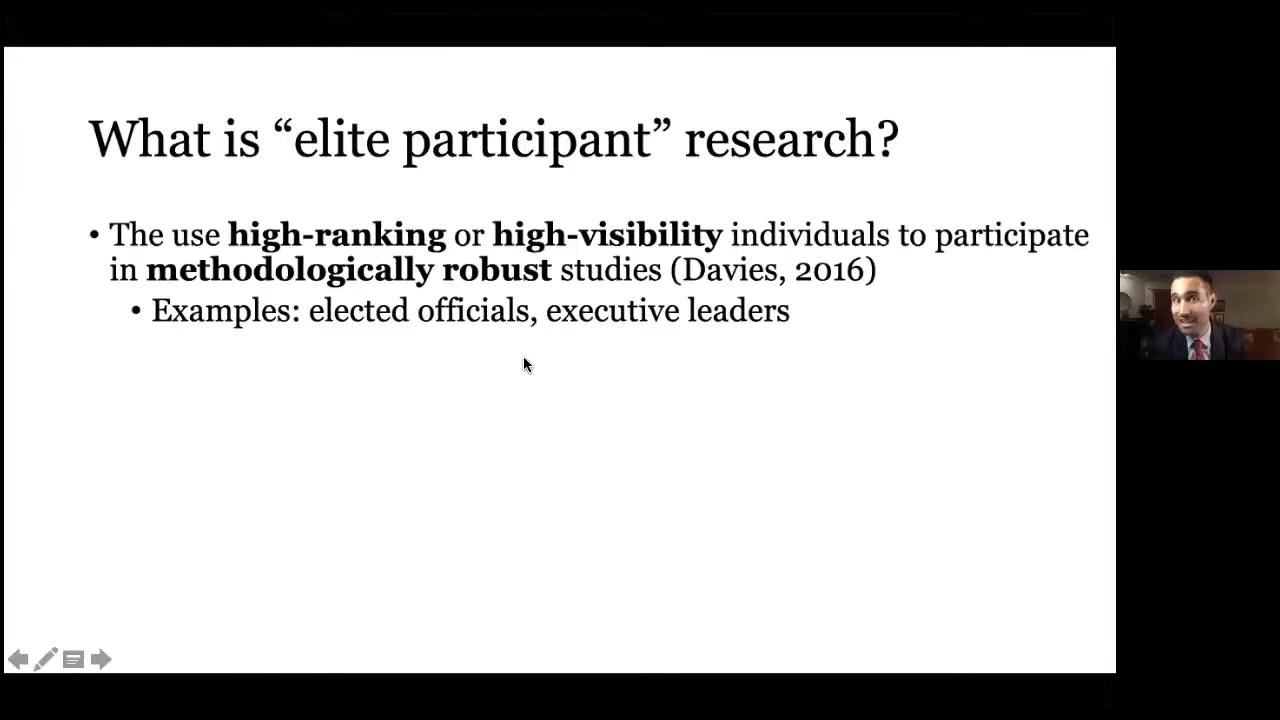 What is “elite participant” research?
• The use high-ranking or high-visibility individuals to participate
in methodologically robust studies (Davies, 2016)
• Examples: elected officials, executive leaders